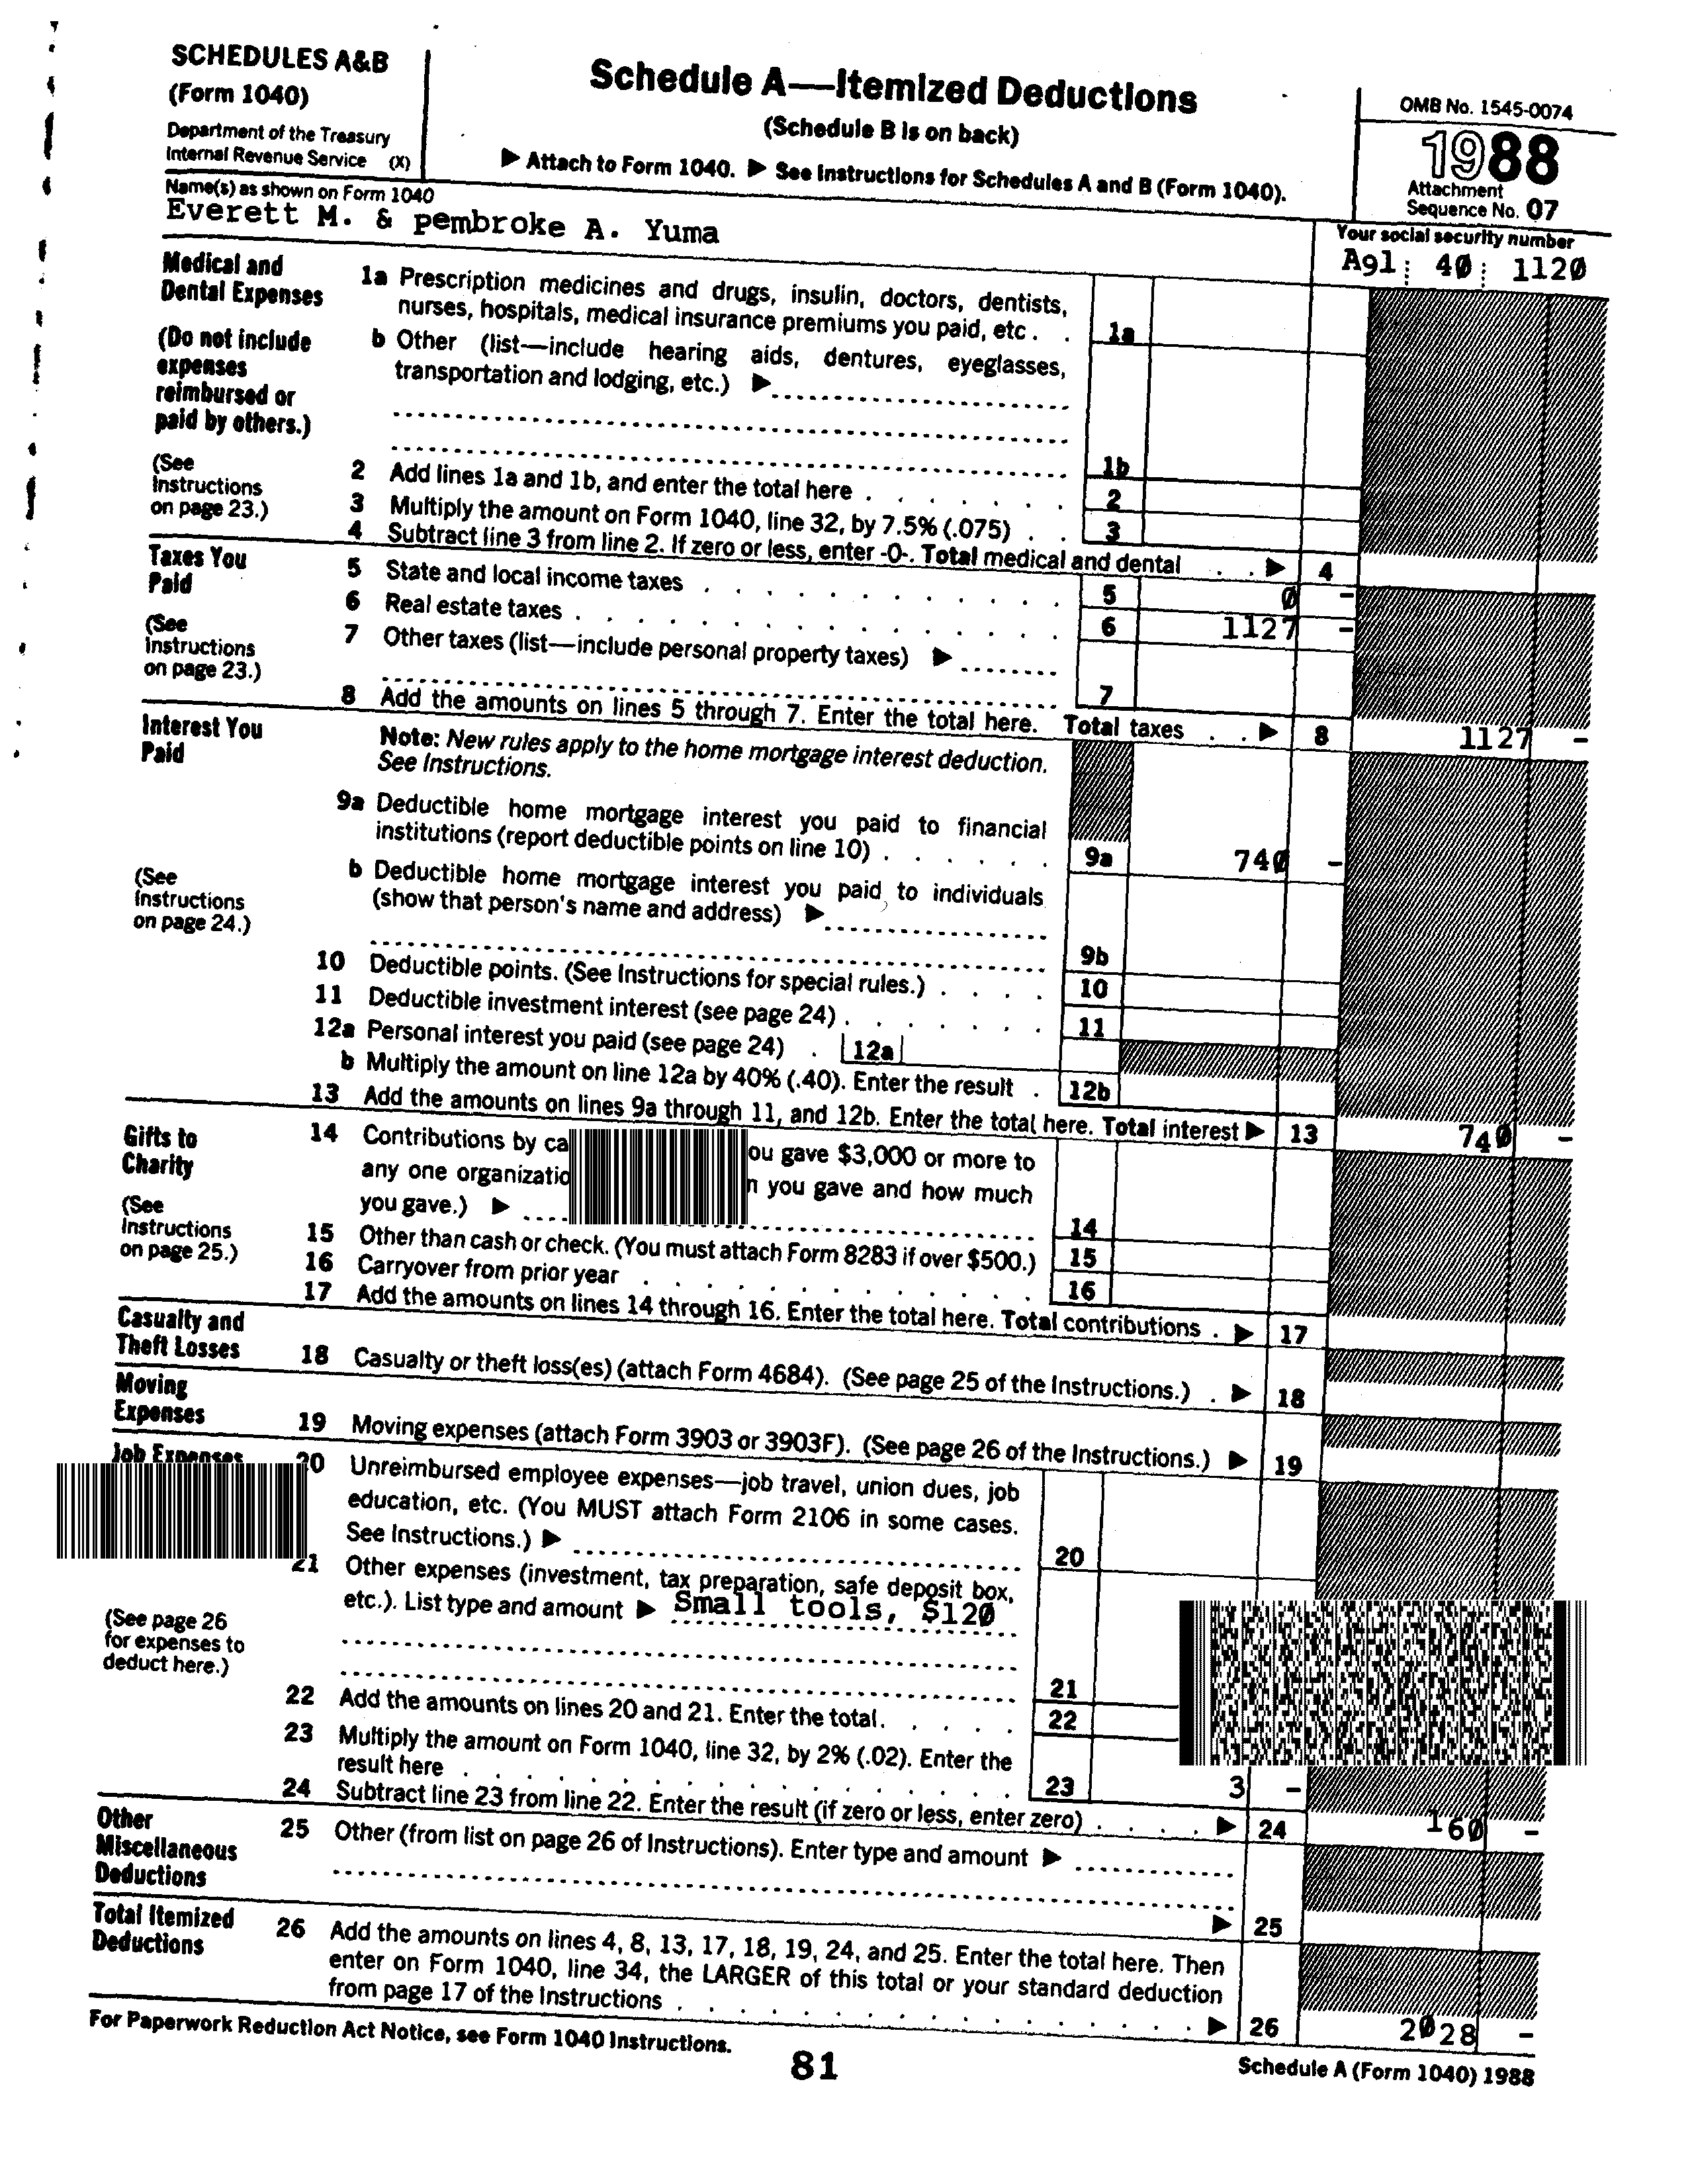 SCHEDULES A&B
(Form 1040)
Department of the Treasury
Internal Revenue Service (X)
Schedule A—Itemized Deductions
(Schedule B is on back)
▶ Attach to Form 1040. ▶ See Instructions for Schedules A and B (Form 1040).
OMB No. 1545-0074
1988
Attachment
Sequence No. 07
Name(s) as shown on Form 1040
Everett M. & pembroke A. Yuma
Your social security number
A91 40 1120
Medical and
Dental Expenses
(Do not include
expenses
reimbursed or
paid by others.)
(See
Instructions
on page 23.)
1a Prescription medicines and drugs, insulin, doctors, dentists,
nurses, hospitals, medical insurance premiums you paid, etc . . 1a
b Other (list—include hearing aids, dentures, eyeglasses,
transportation and lodging, etc.) ▶
1b
2 Add lines 1a and 1b, and enter the total here . . . . . . 2
3 Multiply the amount on Form 1040, line 32, by 7.5% (.075) . . 3
4 Subtract line 3 from line 2. If zero or less, enter -0-. Total medical and dental . . ▶ 4
Taxes You
Paid
(See
Instructions
on page 23.)
5 State and local income taxes . . . . . . . . . . . . 5 0 –
6 Real estate taxes . . . . . . . . . . . . . . . . 6 1127 –
7 Other taxes (list—include personal property taxes) ▶
7
8 Add the amounts on lines 5 through 7. Enter the total here. Total taxes . . ▶ 8 1127 –
Interest You
Paid
(See
Instructions
on page 24.)
Note: New rules apply to the home mortgage interest deduction.
See Instructions.
9a Deductible home mortgage interest you paid to financial
institutions (report deductible points on line 10) . . . . . . 9a 740 –
b Deductible home mortgage interest you paid to individuals
(show that person's name and address) ▶
9b
10 Deductible points. (See Instructions for special rules.) . . . . 10
11 Deductible investment interest (see page 24) . . . . . . . 11
12a Personal interest you paid (see page 24) . 12a
b Multiply the amount on line 12a by 40% (.40). Enter the result . 12b
13 Add the amounts on lines 9a through 11, and 12b. Enter the total here. Total interest ▶ 13 740 –
Gifts to
Charity
(See
Instructions
on page 25.)
14 Contributions by ca ou gave $3,000 or more to
any one organizatio n you gave and how much
you gave.) ▶ 14
15 Other than cash or check. (You must attach Form 8283 if over $500.) 15
16 Carryover from prior year . . . . . . . . . . . . . 16
17 Add the amounts on lines 14 through 16. Enter the total here. Total contributions . ▶ 17
Casualty and
Theft Losses
18 Casualty or theft loss(es) (attach Form 4684). (See page 25 of the Instructions.) . ▶ 18
Moving
Expenses
19 Moving expenses (attach Form 3903 or 3903F). (See page 26 of the Instructions.) ▶ 19
Job Expenses
(See page 26
for expenses to
deduct here.)
20 Unreimbursed employee expenses—job travel, union dues, job
education, etc. (You MUST attach Form 2106 in some cases.
See Instructions.) ▶ 20
21 Other expenses (investment, tax preparation, safe deposit box,
etc.). List type and amount ▶ Small tools, $120
21
22 Add the amounts on lines 20 and 21. Enter the total. . . . . 22
23 Multiply the amount on Form 1040, line 32, by 2% (.02). Enter the
result here . . . . . . . . . . . . . . . . . . 23 3 –
24 Subtract line 23 from line 22. Enter the result (if zero or less, enter zero) . . . . ▶ 24 160 –
Other
Miscellaneous
Deductions
25 Other (from list on page 26 of Instructions). Enter type and amount ▶
▶ 25
Total Itemized
Deductions
26 Add the amounts on lines 4, 8, 13, 17, 18, 19, 24, and 25. Enter the total here. Then
enter on Form 1040, line 34, the LARGER of this total or your standard deduction
from page 17 of the Instructions . . . . . . . . . . . . . . . ▶ 26 2028 –
For Paperwork Reduction Act Notice, see Form 1040 Instructions.
81
Schedule A (Form 1040) 1988